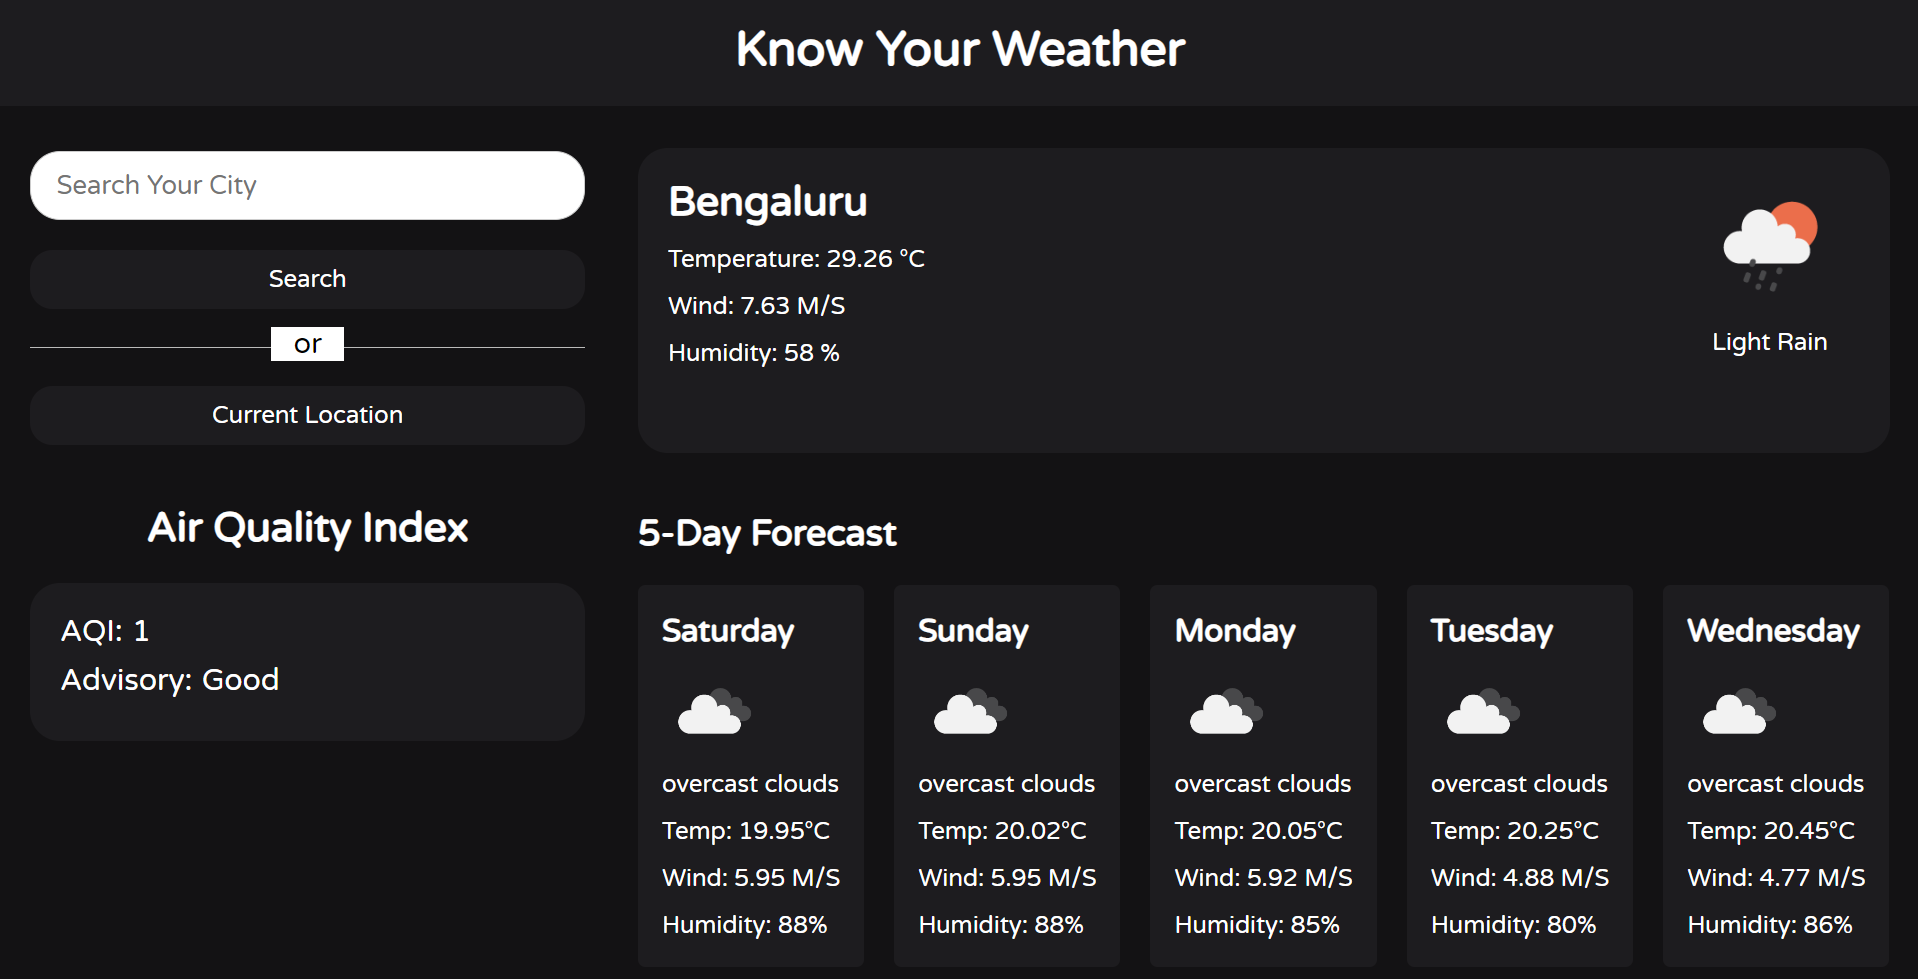 Know Your Weather
Search Your City
Search
or
Current Location
Bengaluru
Temperature: 29.26 °C
Wind: 7.63 M/S
Humidity: 58 %
Light Rain
Air Quality Index
AQI: 1
Advisory: Good
5-Day Forecast
Saturday
overcast clouds
Temp: 19.95°C
Wind: 5.95 M/S
Humidity: 88%
Sunday
overcast clouds
Temp: 20.02°C
Wind: 5.95 M/S
Humidity: 88%
Monday
overcast clouds
Temp: 20.05°C
Wind: 5.92 M/S
Humidity: 85%
Tuesday
overcast clouds
Temp: 20.25°C
Wind: 4.88 M/S
Humidity: 80%
Wednesday
overcast clouds
Temp: 20.45°C
Wind: 4.77 M/S
Humidity: 86%